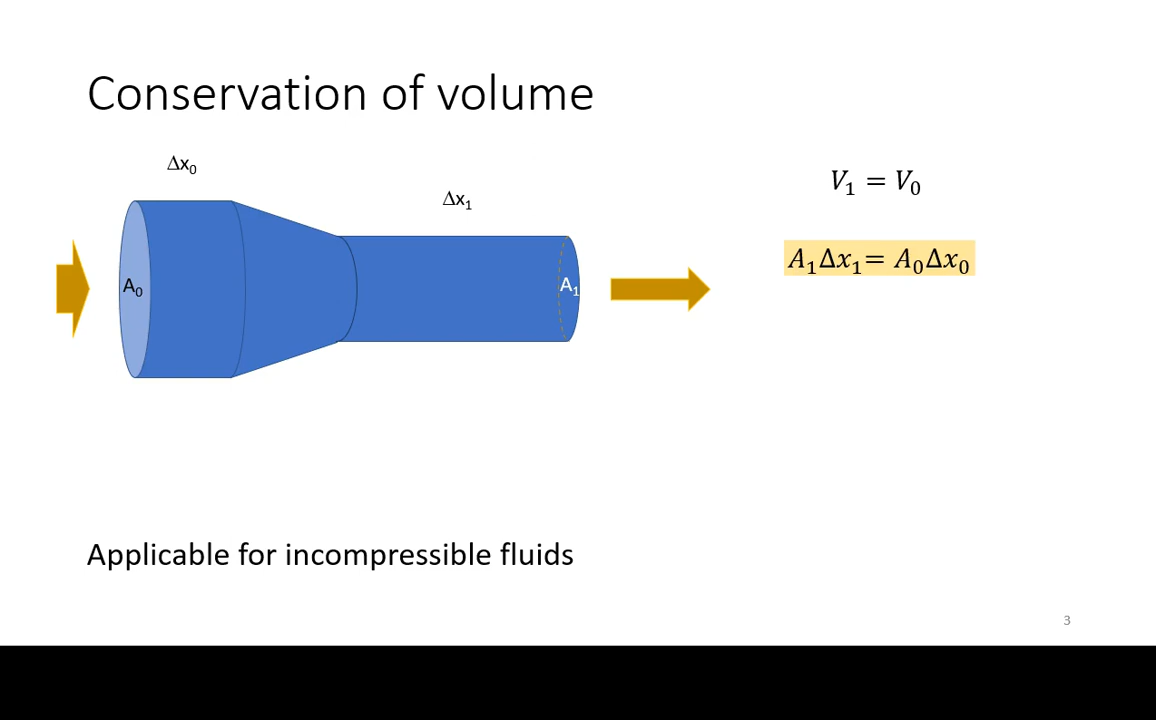 Conservation of volume
Δx₀
Δx₁
V₁ = V₀
A₁Δx₁= A₀Δx₀
A₀
A₁
Applicable for incompressible fluids
3